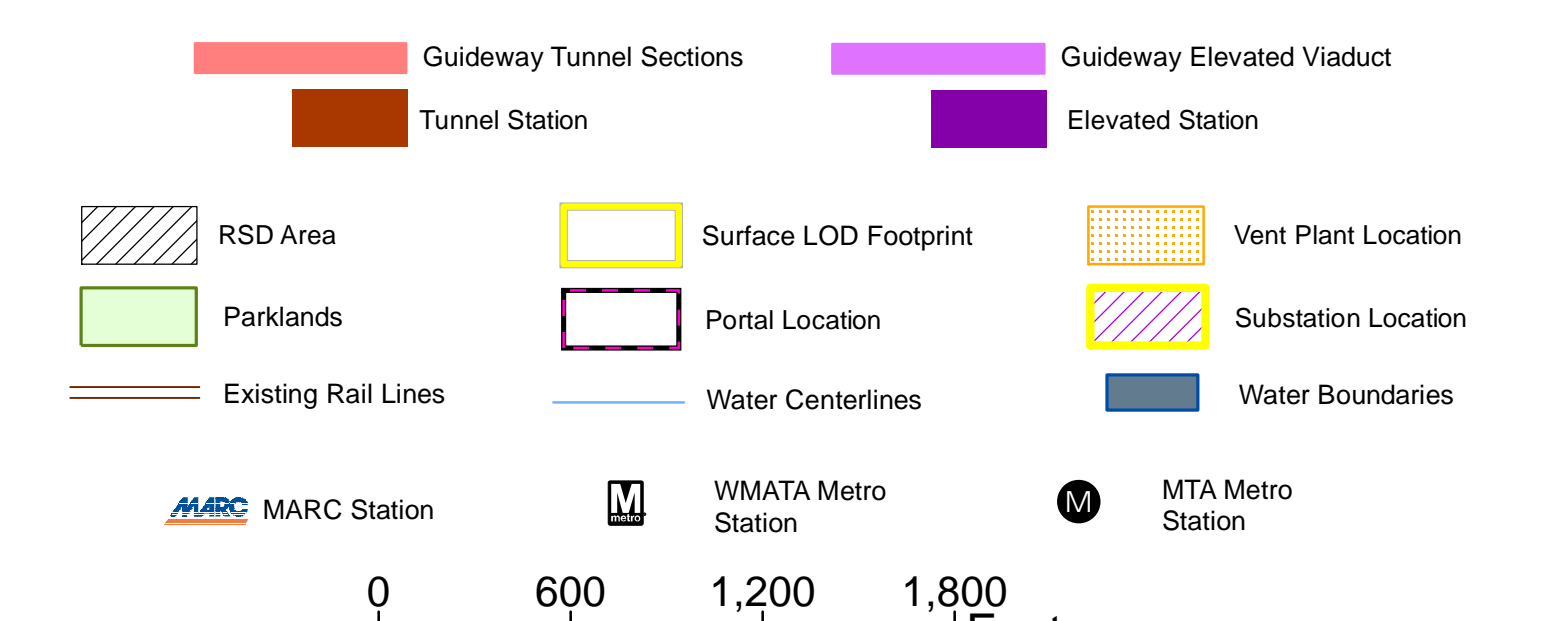 Guideway Tunnel Sections
Guideway Elevated Viaduct
Tunnel Station
Elevated Station
RSD Area
Surface LOD Footprint
Vent Plant Location
Parklands
Portal Location
Substation Location
Existing Rail Lines
Water Centerlines
Water Boundaries
MARC
MARC Station
M
metro
WMATA Metro
Station
M
MTA Metro
Station
0 600 1,200 1,800
Feet